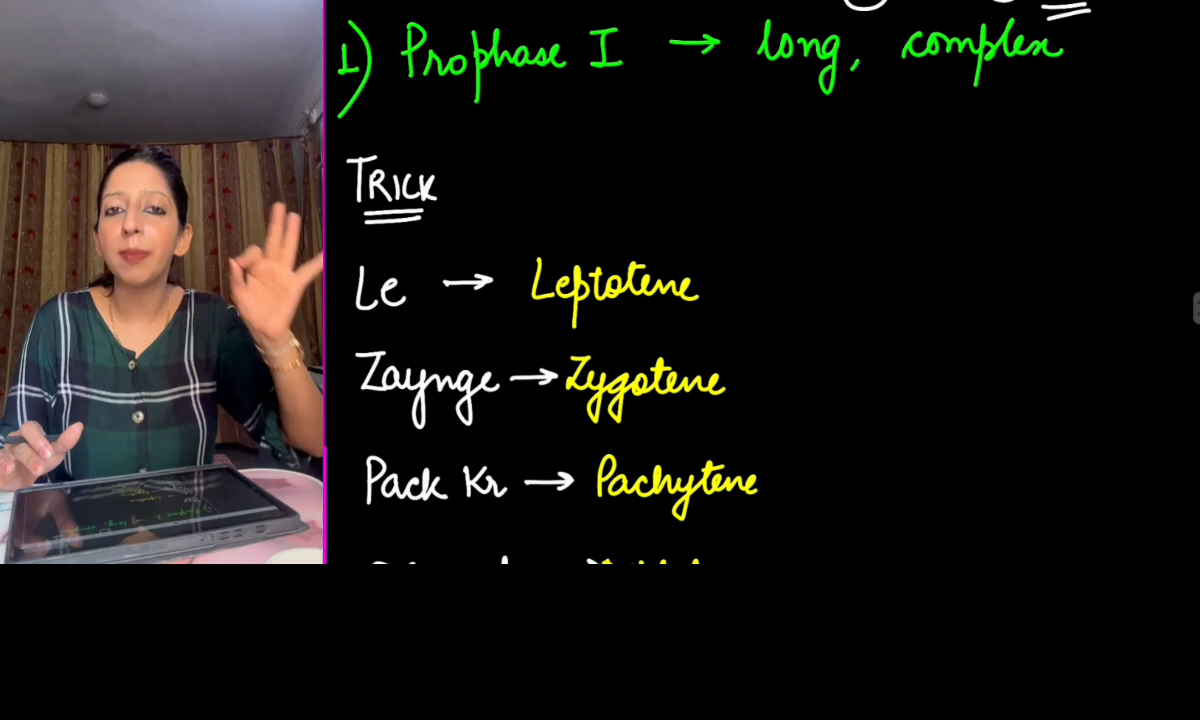 1) Prophase I → long, complex
TRICK
Le → Leptotene
Zaynge → Zygotene
Pack Kr → Pachytene